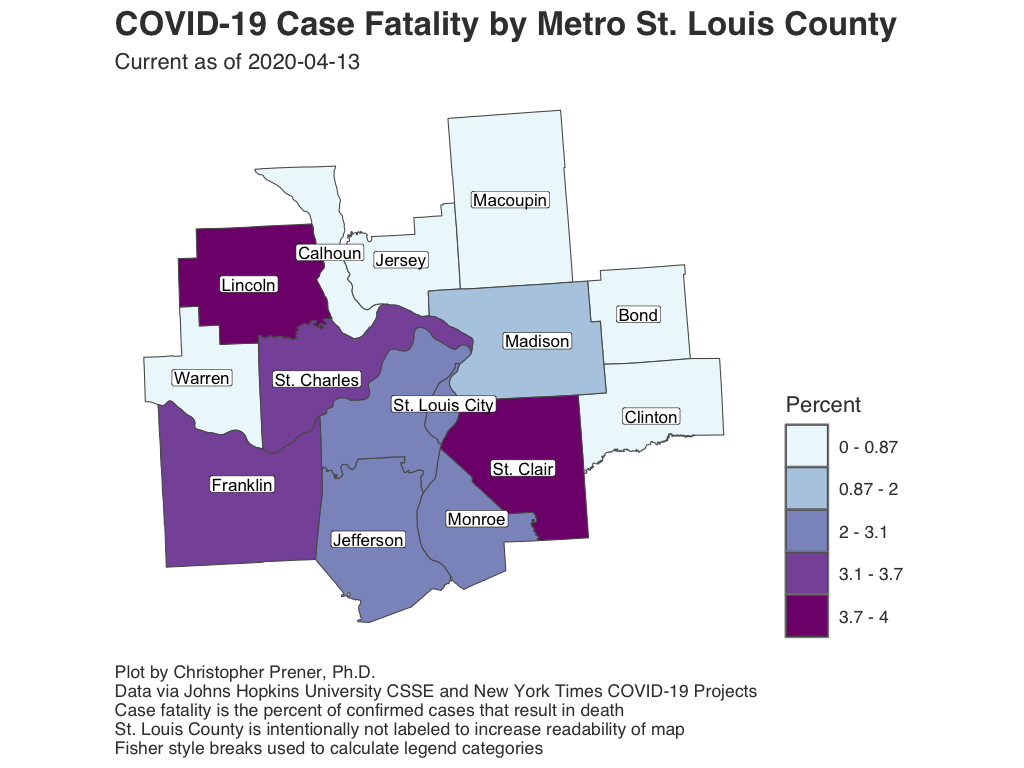 COVID-19 Case Fatality by Metro St. Louis County
Current as of 2020-04-13
Macoupin
Calhoun
Jersey
Lincoln
Bond
Madison
Warren
St. Charles
St. Louis City
Clinton
St. Clair
Franklin
Monroe
Jefferson
Percent
0 - 0.87
0.87 - 2
2 - 3.1
3.1 - 3.7
3.7 - 4
Plot by Christopher Prener, Ph.D.
Data via Johns Hopkins University CSSE and New York Times COVID-19 Projects
Case fatality is the percent of confirmed cases that result in death
St. Louis County is intentionally not labeled to increase readability of map
Fisher style breaks used to calculate legend categories